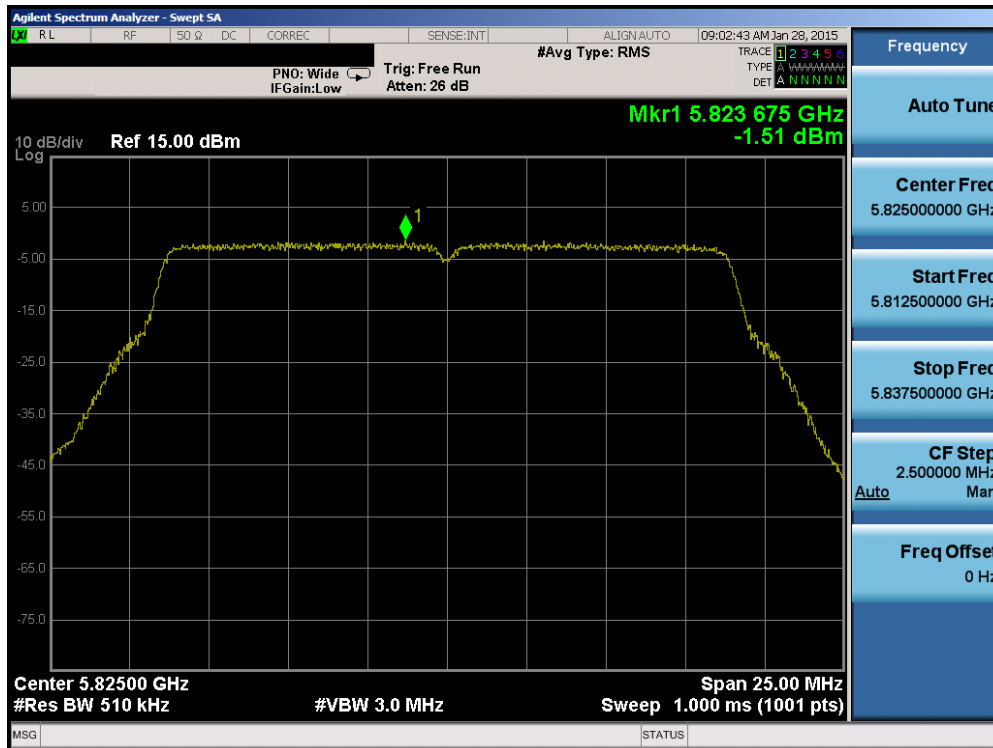 Agilent Spectrum Analyzer - Swept SA
LXI RL RF 50 Ω DC CORREC SENSE:INT ALIGN AUTO 09:02:43 AM Jan 28, 2015
#Avg Type: RMS
TRACE 1 2 3 4 5 6
TYPE A WWWWW
DET A N N N N N
PNO: Wide
IFGain:Low
Trig: Free Run
Atten: 26 dB
Mkr1 5.823 675 GHz
-1.51 dBm
10 dB/div Ref 15.00 dBm
Log
5.00
-5.00
-15.0
-25.0
-35.0
-45.0
-55.0
-65.0
-75.0
1
Center 5.82500 GHz
Span 25.00 MHz
#Res BW 510 kHz
#VBW 3.0 MHz
Sweep 1.000 ms (1001 pts)
MSG
STATUS
Frequency
Auto Tune
Center Freq
5.825000000 GHz
Start Freq
5.812500000 GHz
Stop Freq
5.837500000 GHz
CF Step
2.500000 MHz
Auto Man
Freq Offset
0 Hz